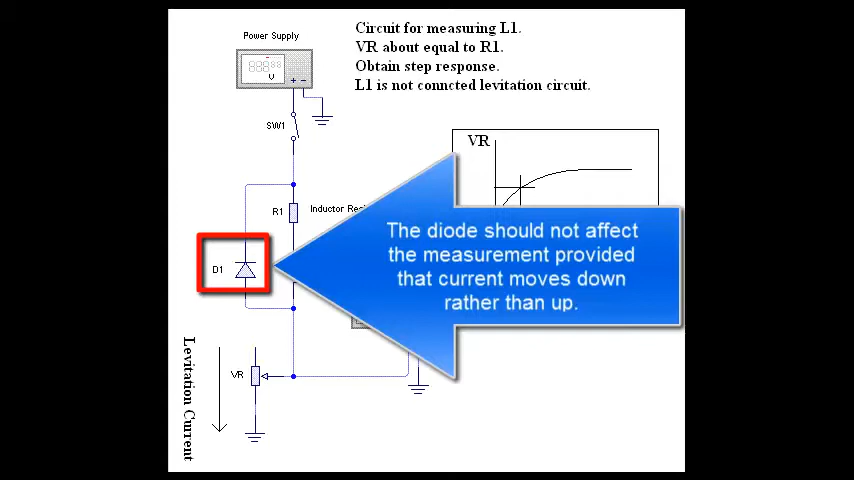 Power Supply
Circuit for measuring L1.
VR about equal to R1.
Obtain step response.
L1 is not conncted levitation circuit.
V
+ -
SW1
VR
R1
Inductor
The diode should not affect
the measurement provided
that current moves down
rather than up.
D1
VR
Levitation Current